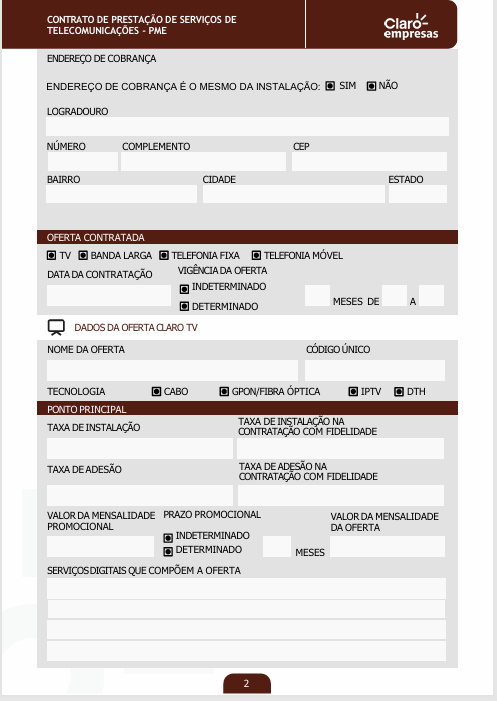 CONTRATO DE PRESTAÇÃO DE SERVIÇOS DE
TELECOMUNICAÇÕES - PME
Claro
empresas
ENDEREÇO DE COBRANÇA
ENDEREÇO DE COBRANÇA É O MESMO DA INSTALAÇÃO: SIM NÃO
LOGRADOURO
NÚMERO COMPLEMENTO CEP
BAIRRO CIDADE ESTADO
OFERTA CONTRATADA
TV BANDA LARGA TELEFONIA FIXA TELEFONIA MÓVEL
DATA DA CONTRATAÇÃO VIGÊNCIA DA OFERTA
INDETERMINADO
DETERMINADO MESES DE A
DADOS DA OFERTA CLARO TV
NOME DA OFERTA CÓDIGO ÚNICO
TECNOLOGIA CABO GPON/FIBRA ÓPTICA IPTV DTH
PONTO PRINCIPAL
TAXA DE INSTALAÇÃO
TAXA DE INSTALAÇÃO NA
CONTRATAÇÃO COM FIDELIDADE
TAXA DE ADESÃO
TAXA DE ADESÃO NA
CONTRATAÇÃO COM FIDELIDADE
VALOR DA MENSALIDADE
PROMOCIONAL
PRAZO PROMOCIONAL
INDETERMINADO
DETERMINADO MESES
VALOR DA MENSALIDADE
DA OFERTA
SERVIÇOS DIGITAIS QUE COMPÕEM A OFERTA
2